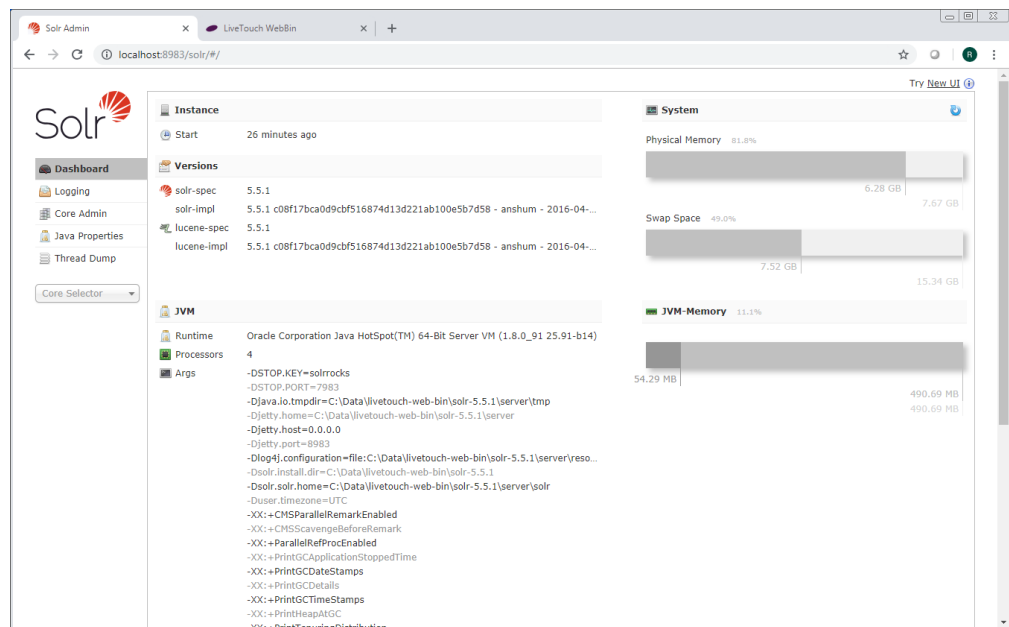 Solr Admin
LiveTouch WebBin
localhost:8983/solr/#/
R
Try New UI
Solr
Dashboard
Logging
Core Admin
Java Properties
Thread Dump
Core Selector
Instance
Start 26 minutes ago
Versions
solr-spec 5.5.1
solr-impl 5.5.1 c08f17bca0d9cbf516874d13d221ab100e5b7d58 - anshum - 2016-04-...
lucene-spec 5.5.1
lucene-impl 5.5.1 c08f17bca0d9cbf516874d13d221ab100e5b7d58 - anshum - 2016-04-...
System
Physical Memory 81.8%
6.28 GB
7.67 GB
Swap Space 49.0%
7.52 GB
15.34 GB
JVM
Runtime Oracle Corporation Java HotSpot(TM) 64-Bit Server VM (1.8.0_91 25.91-b14)
Processors 4
Args -DSTOP.KEY=solrrocks
-DSTOP.PORT=7983
-Djava.io.tmpdir=C:\Data\livetouch-web-bin\solr-5.5.1\server\tmp
-Djetty.home=C:\Data\livetouch-web-bin\solr-5.5.1\server
-Djetty.host=0.0.0.0
-Djetty.port=8983
-Dlog4j.configuration=file:C:\Data\livetouch-web-bin\solr-5.5.1\server\reso...
-Dsolr.install.dir=C:\Data\livetouch-web-bin\solr-5.5.1
-Dsolr.solr.home=C:\Data\livetouch-web-bin\solr-5.5.1\server\solr
-Duser.timezone=UTC
-XX:+CMSParallelRemarkEnabled
-XX:+CMSScavengeBeforeRemark
-XX:+ParallelRefProcEnabled
-XX:+PrintGCApplicationStoppedTime
-XX:+PrintGCDateStamps
-XX:+PrintGCDetails
-XX:+PrintGCTimeStamps
-XX:+PrintHeapAtGC
-XX:+PrintTenuringDistribution
JVM-Memory 11.1%
54.29 MB
490.69 MB
490.69 MB